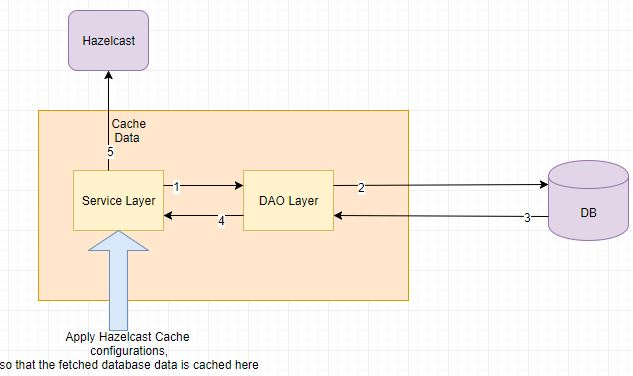 Hazelcast
Cache
Data
5
Service Layer
1
DAO Layer
2
4
3
DB
Apply Hazelcast Cache
configurations,
so that the fetched database data is cached here